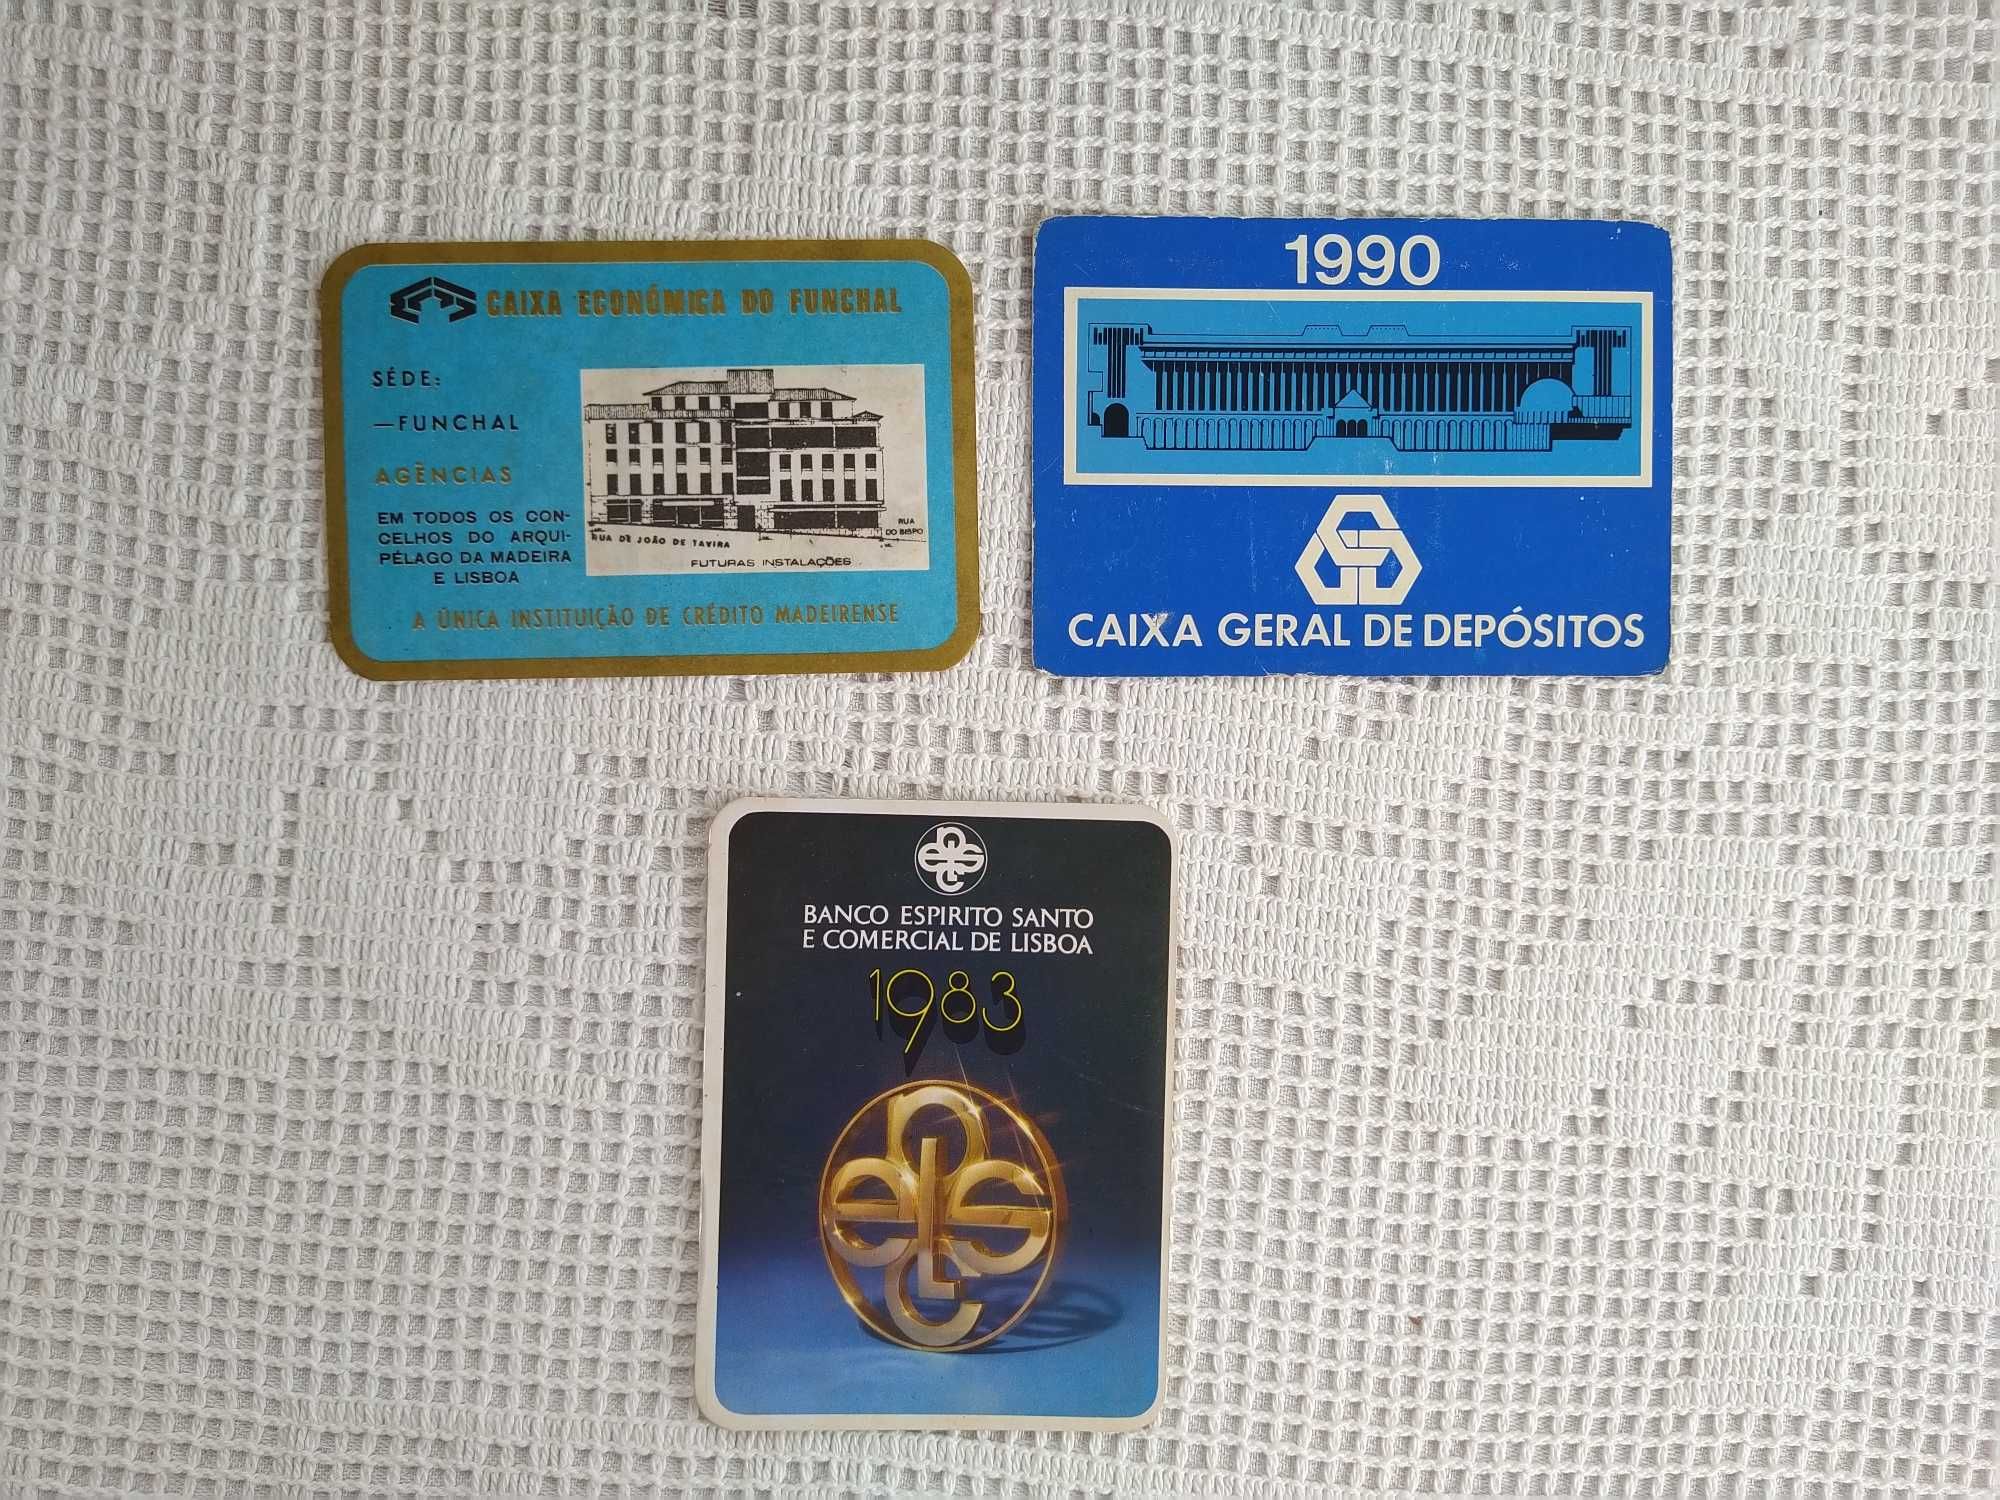 CAIXA ECONÓMICA DO FUNCHAL
SÉDE:
—FUNCHAL
AGÊNCIAS
EM TODOS OS CON-
CELHOS DO ARQUI-
PÉLAGO DA MADEIRA
E LISBOA
RUA DE JOÃO DE TAVIRA
RUA
DO BISPO
FUTURAS INSTALAÇÕES
A ÚNICA INSTITUIÇÃO DE CRÉDITO MADEIRENSE
1990
CAIXA GERAL DE DEPÓSITOS
BANCO ESPIRITO SANTO
E COMERCIAL DE LISBOA
1983